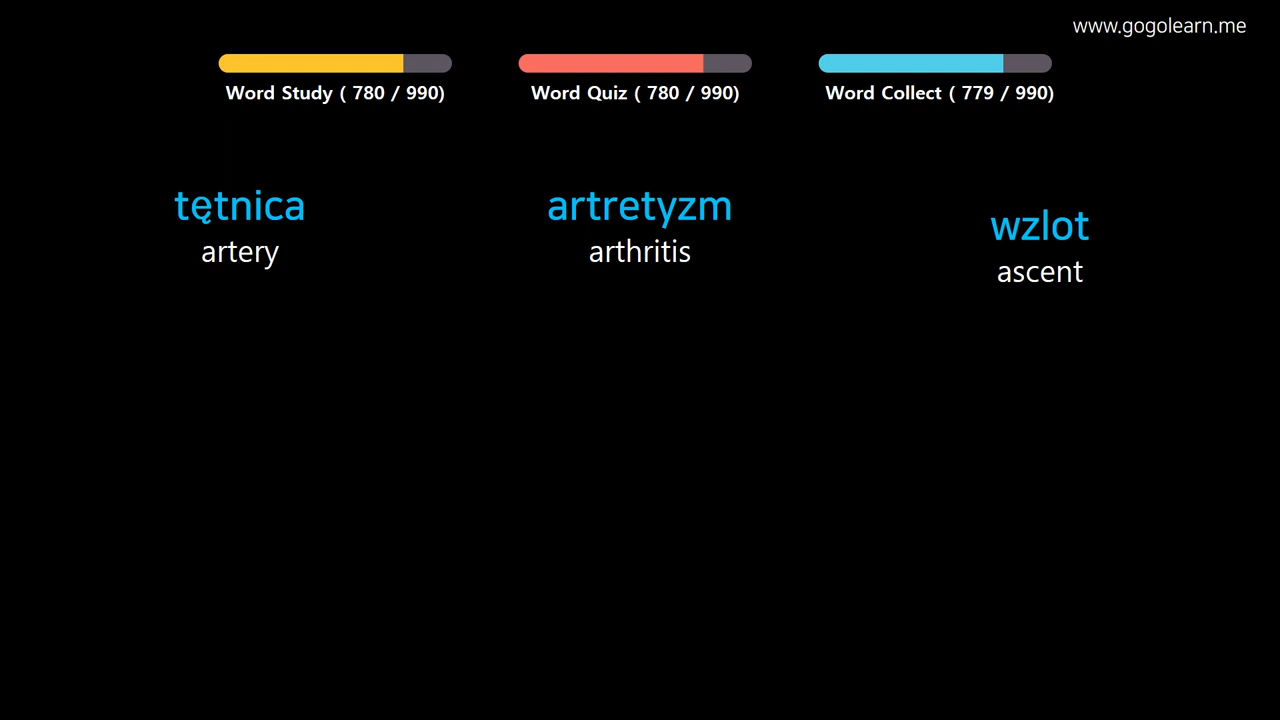 www.gogolearn.me
Word Study ( 780 / 990)
Word Quiz ( 780 / 990)
Word Collect ( 779 / 990)
tętnica
artery
artretyzm
arthritis
wzlot
ascent